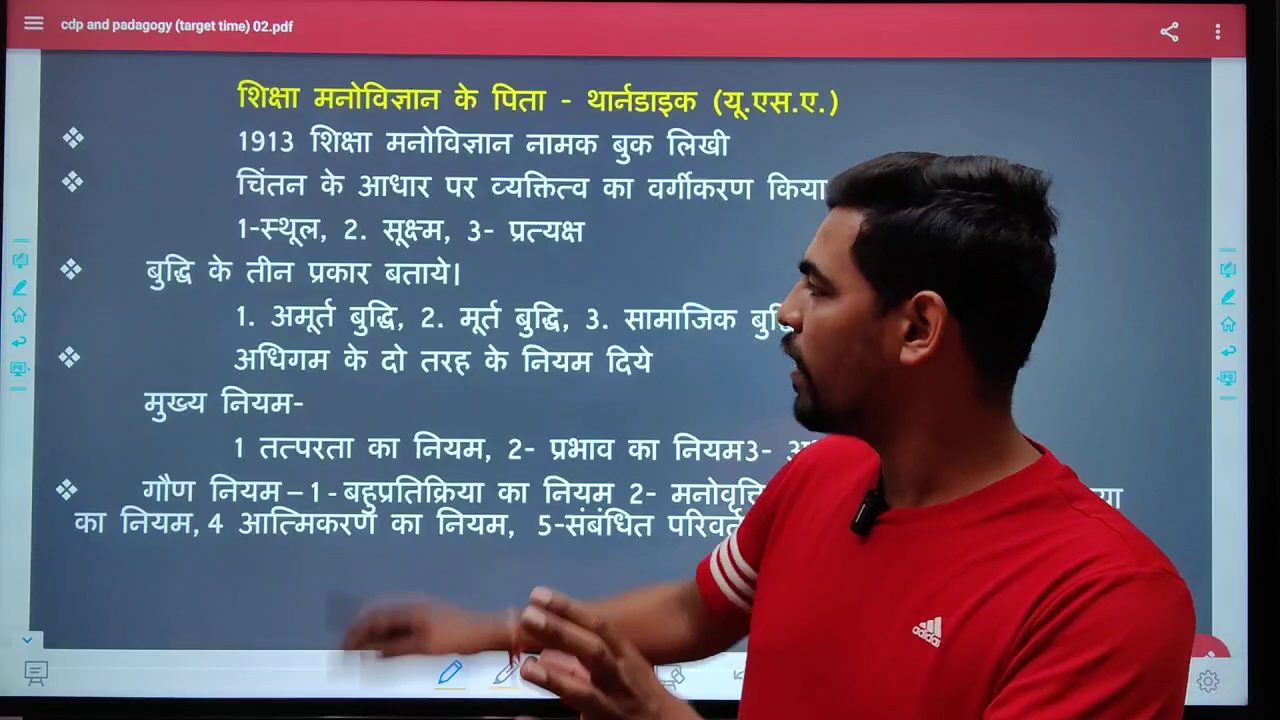 cdp and padagogy (target time) 02.pdf
शिक्षा मनोविज्ञान के पिता - थार्नडाइक (यू.एस.ए.)
❖ 1913 शिक्षा मनोविज्ञान नामक बुक लिखी
❖ चिंतन के आधार पर व्यक्तित्व का वर्गीकरण किया
1-स्थूल, 2. सूक्ष्म, 3- प्रत्यक्ष
❖ बुद्धि के तीन प्रकार बताये।
1. अमूर्त बुद्धि, 2. मूर्त बुद्धि, 3. सामाजिक
❖ अधिगम के दो तरह के नियम दिये
मुख्य नियम-
1 तत्परता का नियम, 2- प्रभाव का नियम3-
❖ गौण नियम – 1 - बहुप्रतिक्रिया का नियम 2-
का नियम, 4 आत्मिकरण का नियम, 5-संबंधित
adidas